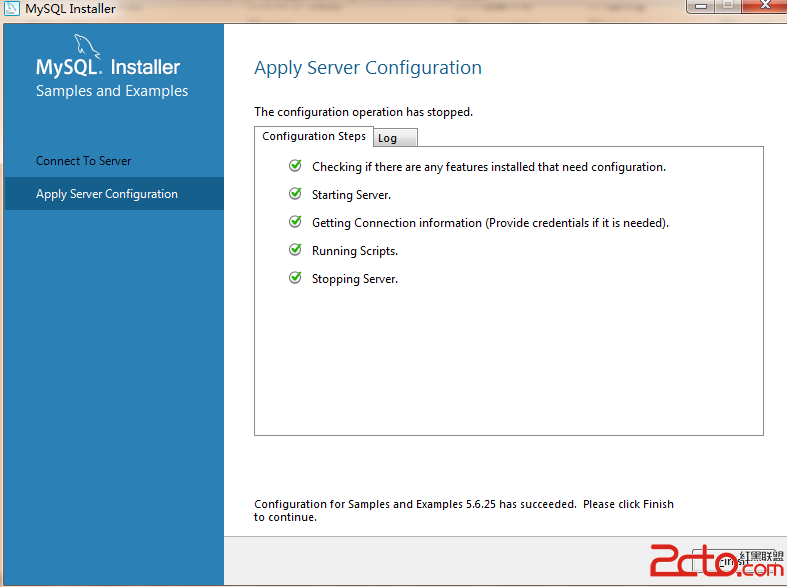 MySQL Installer
MySQL. Installer
Samples and Examples
Connect To Server
Apply Server Configuration
Apply Server Configuration
The configuration operation has stopped.
Configuration Steps
Log
Checking if there are any features installed that need configuration.
Starting Server.
Getting Connection information (Provide credentials if it is needed).
Running Scripts.
Stopping Server.
Configuration for Samples and Examples 5.6.25 has succeeded. Please click Finish
to continue.
Finish
2cto.com
红黑联盟